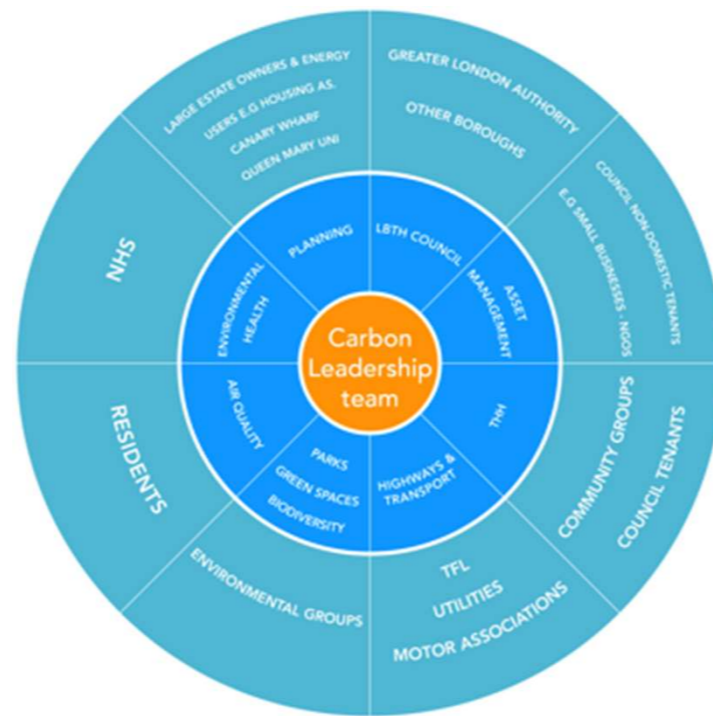 Carbon
Leadership
team
LBTH COUNCIL
ASSET
MANAGEMENT
THH
HIGHWAYS &
TRANSPORT
PARKS
GREEN SPACES
BIODIVERSITY
AIR QUALITY
ENVIRONMENTAL
HEALTH
PLANNING
GREATER LONDON AUTHORITY
OTHER BOROUGHS
COUNCIL NON-DOMESTIC TENANTS
E.G SMALL BUSINESSES - NGOS
COMMUNITY GROUPS
COUNCIL TENANTS
TFL
UTILITIES
MOTOR ASSOCIATIONS
ENVIRONMENTAL GROUPS
RESIDENTS
NHS
LARGE ESTATE OWNERS & ENERGY
USERS E.G HOUSING AS.
CANARY WHARF
QUEEN MARY UNI